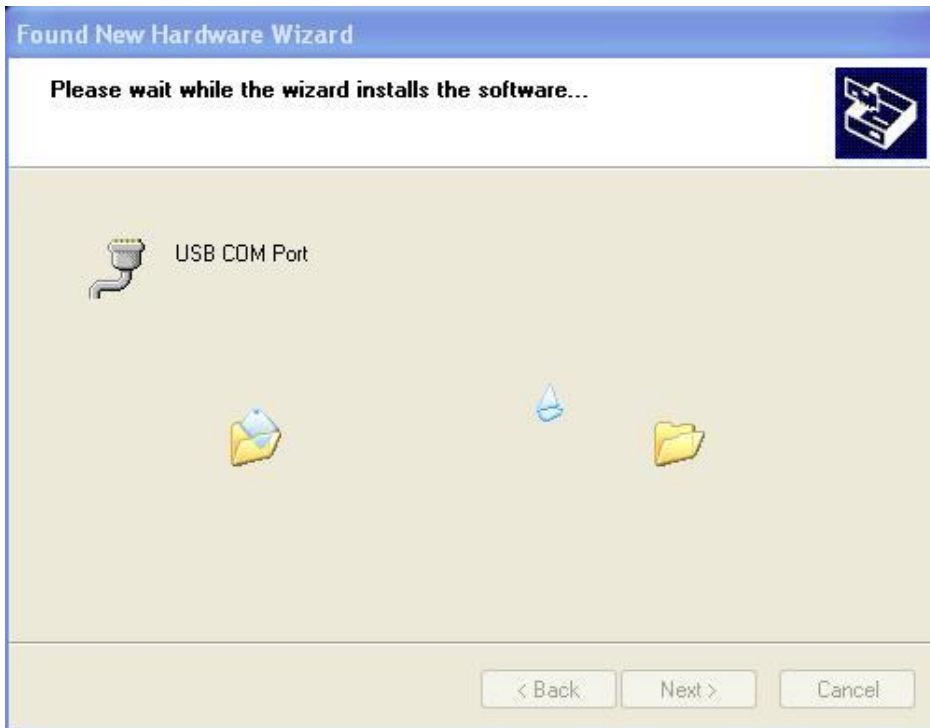 Found New Hardware Wizard
Please wait while the wizard installs the software...
USB COM Port
< Back
Next >
Cancel